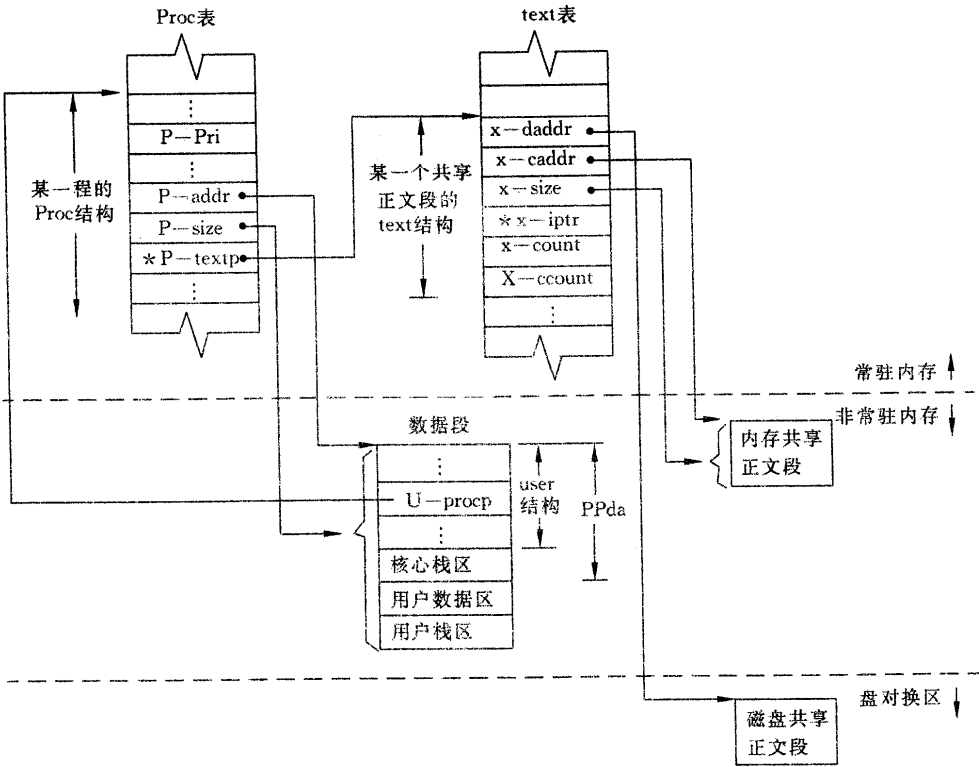 Proc表
text表
P－Pri
P－addr
P－size
＊P－textp
某一程的
Proc结构
某一个共享
正文段的
text结构
x－daddr
x－caddr
x－size
＊x－iptr
x－count
X－ccount
常驻内存
非常驻内存
数据段
U－procp
核心栈区
用户数据区
用户栈区
user
结构
PPda
内存共享
正文段
盘对换区
磁盘共享
正文段